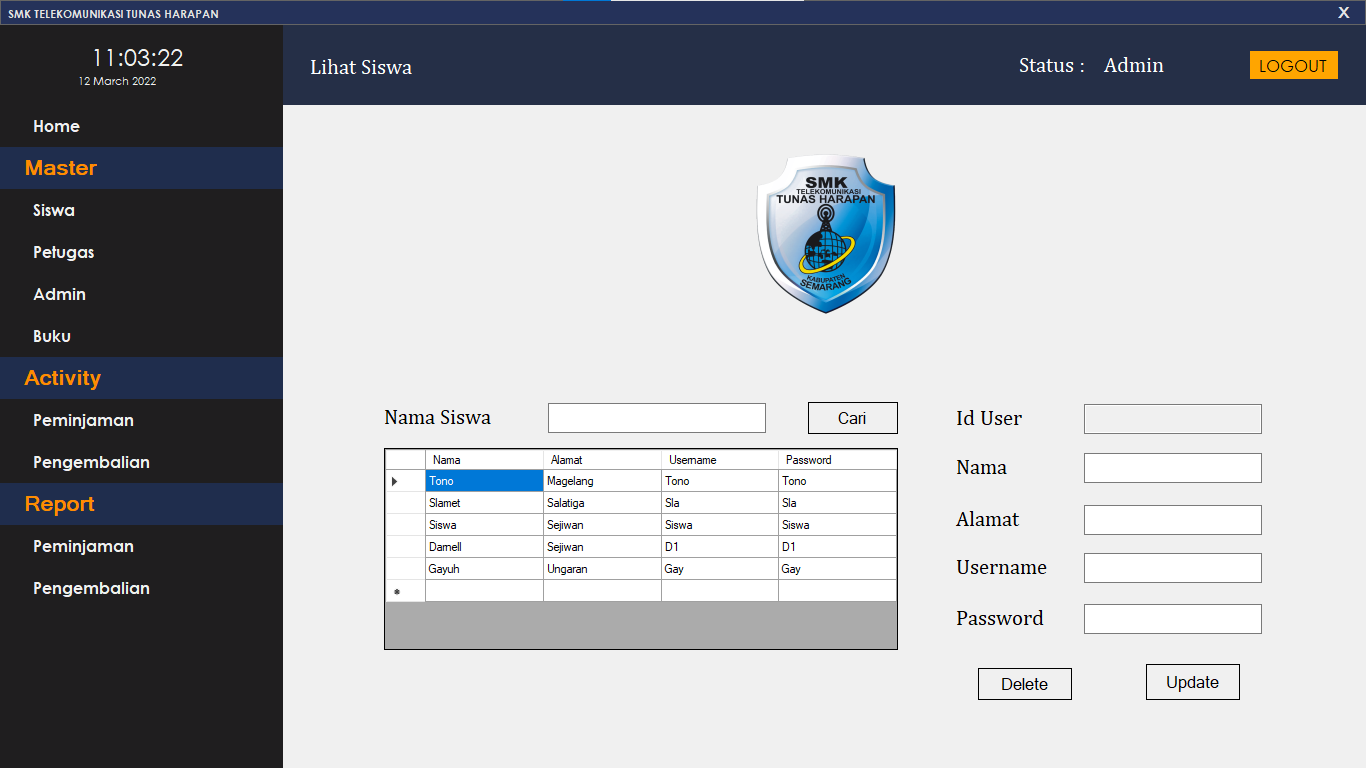 SMK TELEKOMUNIKASI TUNAS HARAPAN X
11:03:22
12 March 2022
Home
Master
Siswa
Petugas
Admin
Buku
Activity
Peminjaman
Pengembalian
Report
Peminjaman
Pengembalian
Lihat Siswa Status : Admin LOGOUT
SMK
TELEKOMUNIKASI
TUNAS HARAPAN
KABUPATEN
SEMARANG
Nama Siswa Cari
Nama Alamat Username Password
Tono Magelang Tono Tono
Slamet Salatiga Sla Sla
Siswa Sejiwan Siswa Siswa
Darnell Sejiwan D1 D1
Gayuh Ungaran Gay Gay
Id User
Nama
Alamat
Username
Password
Delete Update